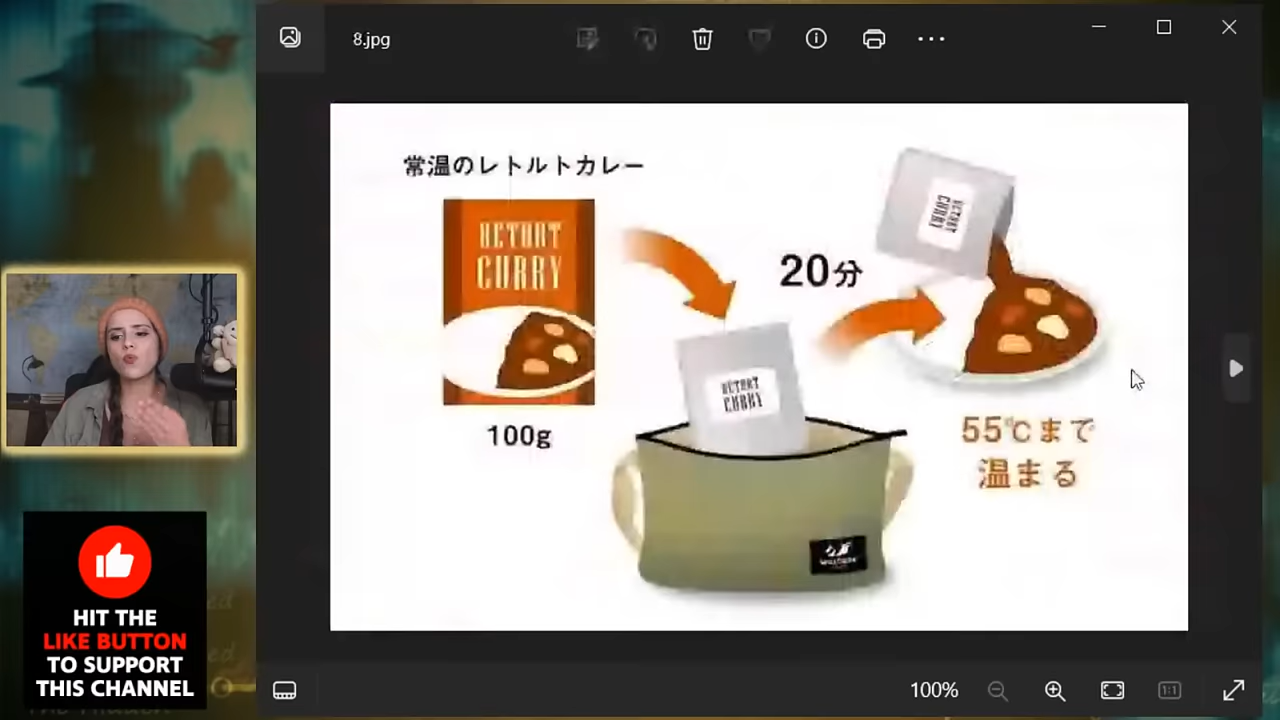 8.jpg
常温のレトルトカレー
RETORT
CURRY
100g
20分
RETORT
CURRY
RETORT
CURRY
55℃まで
温まる
HIT THE
LIKE BUTTON
TO SUPPORT
THIS CHANNEL
100%
1:1